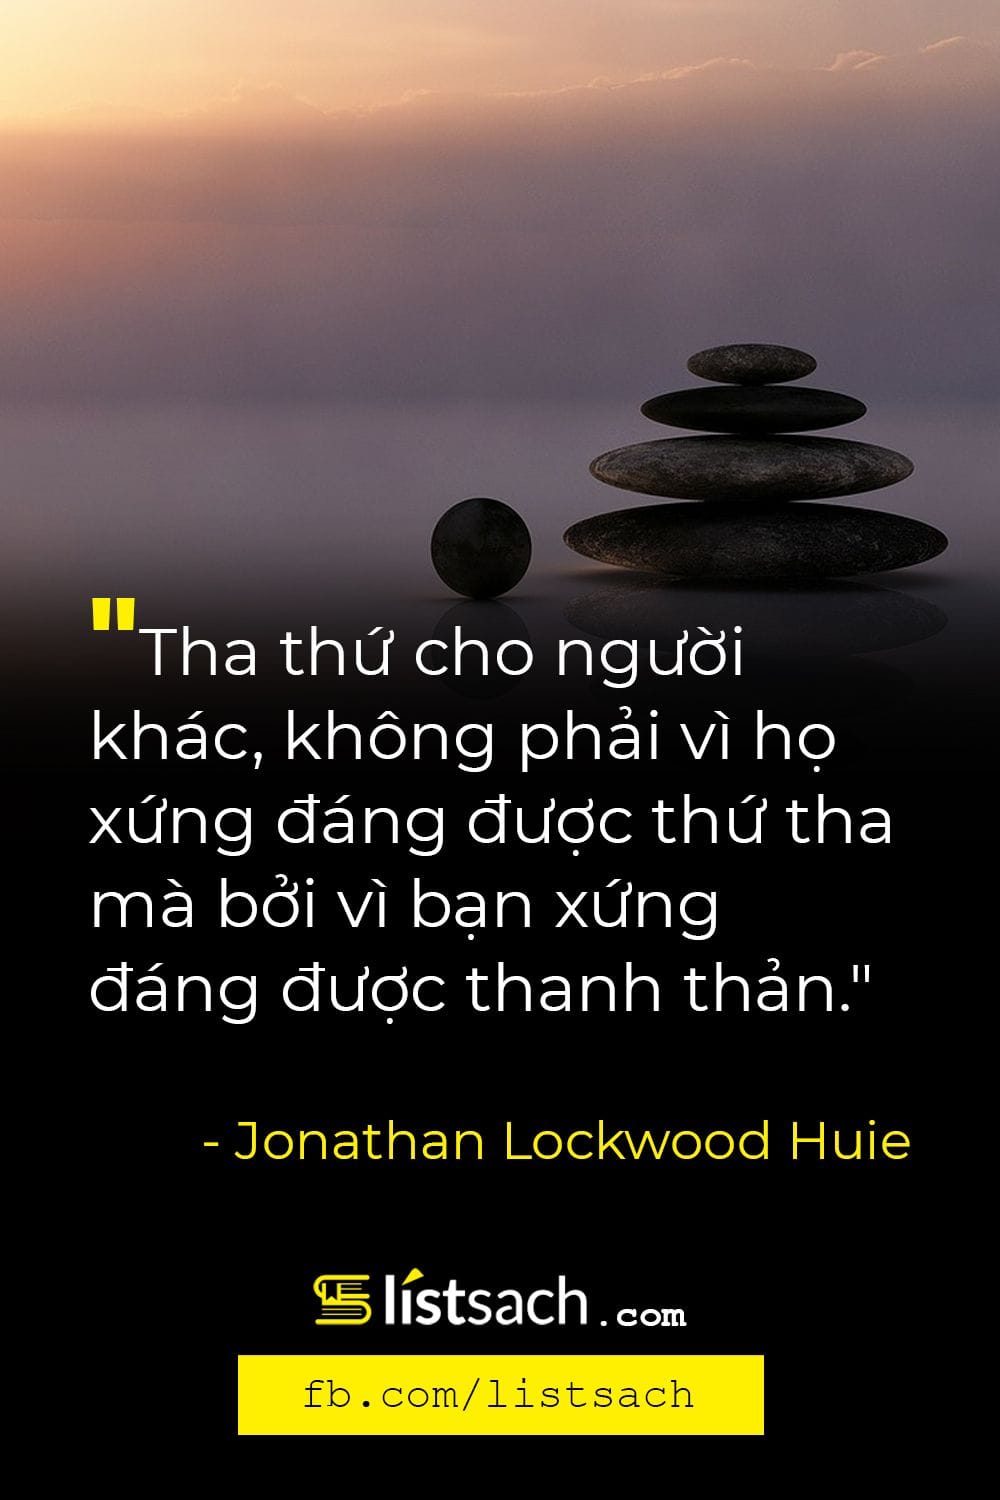 "Tha thứ cho người
khác, không phải vì họ
xứng đáng được thứ tha
mà bởi vì bạn xứng
đáng được thanh thản."
- Jonathan Lockwood Huie
listsach.com
fb.com/listsach